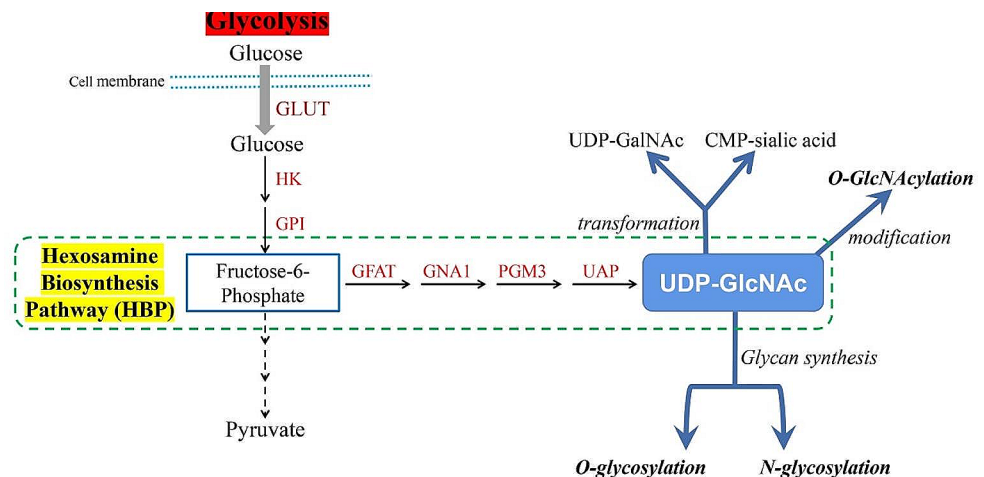 Glycolysis
Glucose
Cell membrane
GLUT
Glucose
HK
GPI
UDP-GalNAc
CMP-sialic acid
O-GlcNAcylation
transformation
modification
Hexosamine
Biosynthesis
Pathway (HBP)
Fructose-6-
Phosphate
GFAT
GNA1
PGM3
UAP
UDP-GlcNAc
Glycan synthesis
Pyruvate
O-glycosylation
N-glycosylation